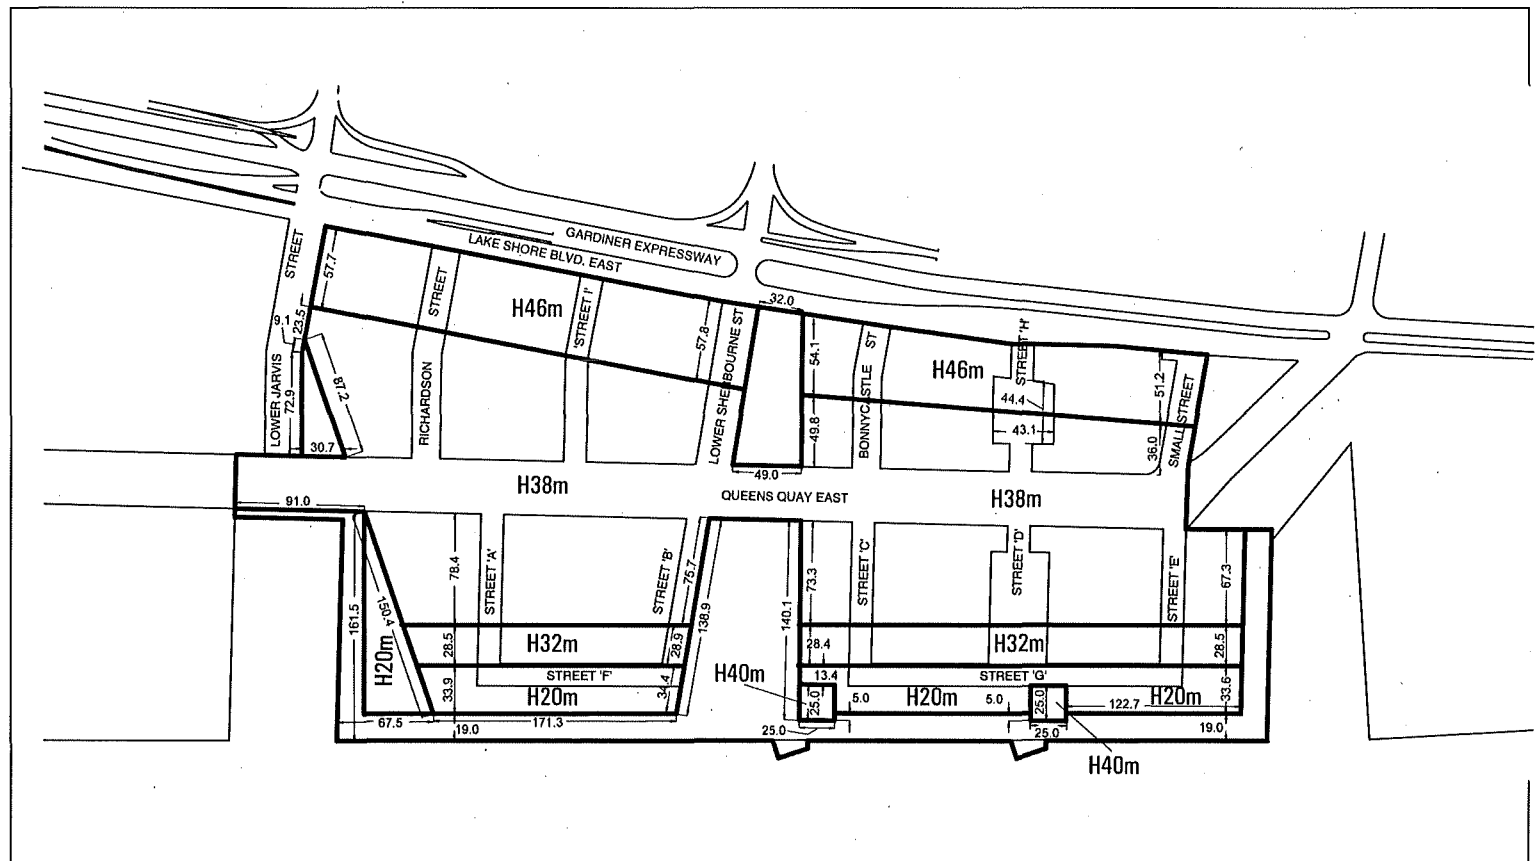 GARDINER EXPRESSWAY
LAKE SHORE BLVD. EAST
STREET
57.7
23.5
9.1
LOWER JARVIS
72.9
87.2
30.7
STREET
RICHARDSON
H46m
'STREET I'
57.8
LOWER SHERBOURNE ST
32.0
54.1
49.8
49.0
ST
BONNYCASTLE
H46m
STREET 'H'
44.4
43.1
51.2
36.0
SMALL STREET
H38m
QUEENS QUAY EAST
H38m
91.0
161.5
150.4
78.4
STREET 'A'
STREET 'B'
75.7
138.9
140.1
73.3
STREET 'C'
STREET 'D'
STREET 'E'
67.3
H20m
28.5
H32m
28.9
28.4
H32m
28.5
STREET 'F'
H40m
13.4
STREET 'G'
33.9
H20m
34.4
25.0
5.0
H20m
5.0
25.0
H20m
33.6
122.7
67.5
19.0
171.3
25.0
25.0
19.0
H40m